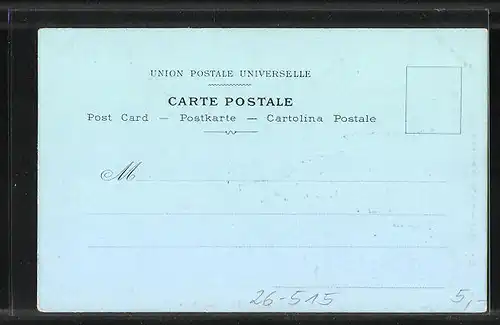 UNION POSTALE UNIVERSELLE
CARTE POSTALE
Post Card — Postkarte — Cartolina Postale
M
26-515
5,-